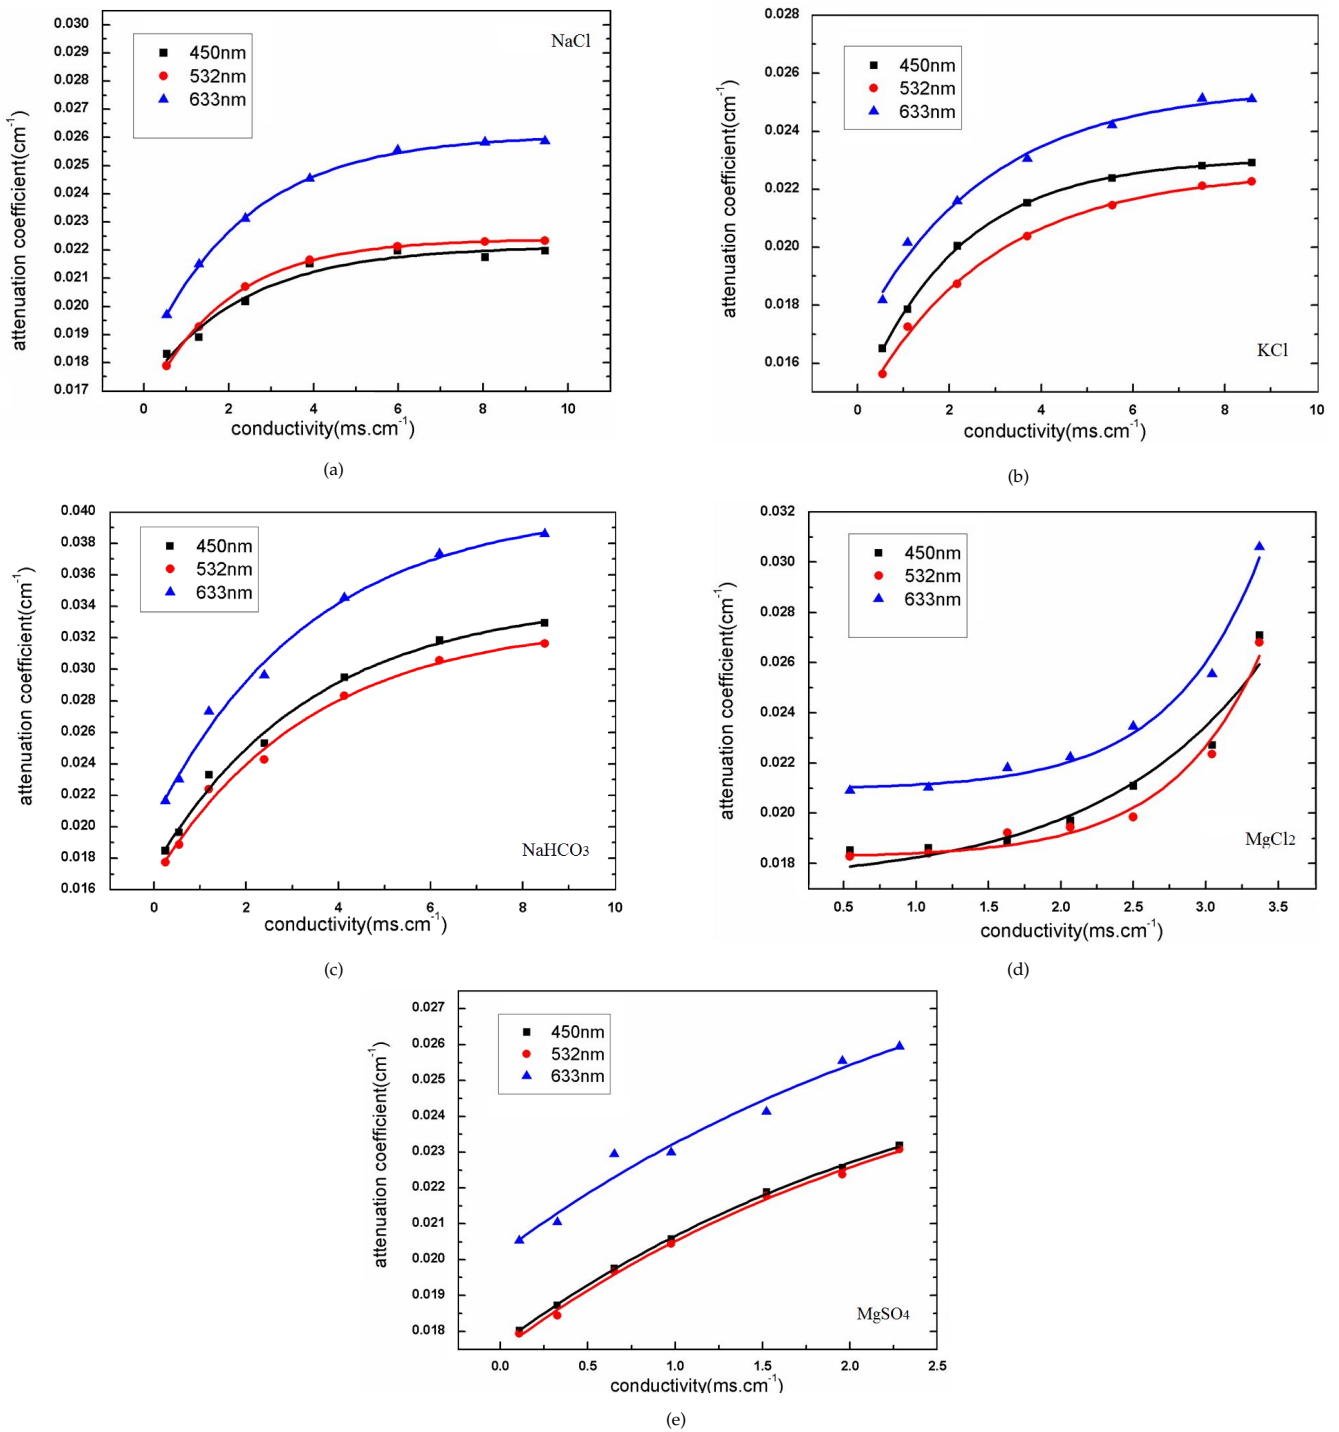 0.030
0.030
0.029
0.028
0.027
0.026
0.025
0.024
0.023
0.022
0.021
0.020
0.019
0.018
0.017
attenuation coefficient(cm-1)
450nm
532nm
633nm
NaCl
0 2 4 6 8 10
conductivity(ms.cm-1)
(a)
0.028
0.026
0.024
0.022
0.020
0.018
0.016
attenuation coefficient(cm-1)
450nm
532nm
633nm
KCl
0 2 4 6 8 10
conductivity(ms.cm-1)
(b)
0.040
0.038
0.036
0.034
0.032
0.030
0.028
0.026
0.024
0.022
0.020
0.018
0.016
attenuation coefficient(cm-1)
450nm
532nm
633nm
NaHCO3
0 2 4 6 8 10
conductivity(ms.cm-1)
(c)
0.032
0.030
0.028
0.026
0.024
0.022
0.020
0.018
attenuation coefficient(cm-1)
450nm
532nm
633nm
MgCl2
0.5 1.0 1.5 2.0 2.5 3.0 3.5
conductivity(ms.cm-1)
(d)
0.027
0.026
0.025
0.024
0.023
0.022
0.021
0.020
0.019
0.018
attenuation coefficient(cm-1)
450nm
532nm
633nm
MgSO4
0.0 0.5 1.0 1.5 2.0 2.5
conductivity(ms.cm-1)
(e)